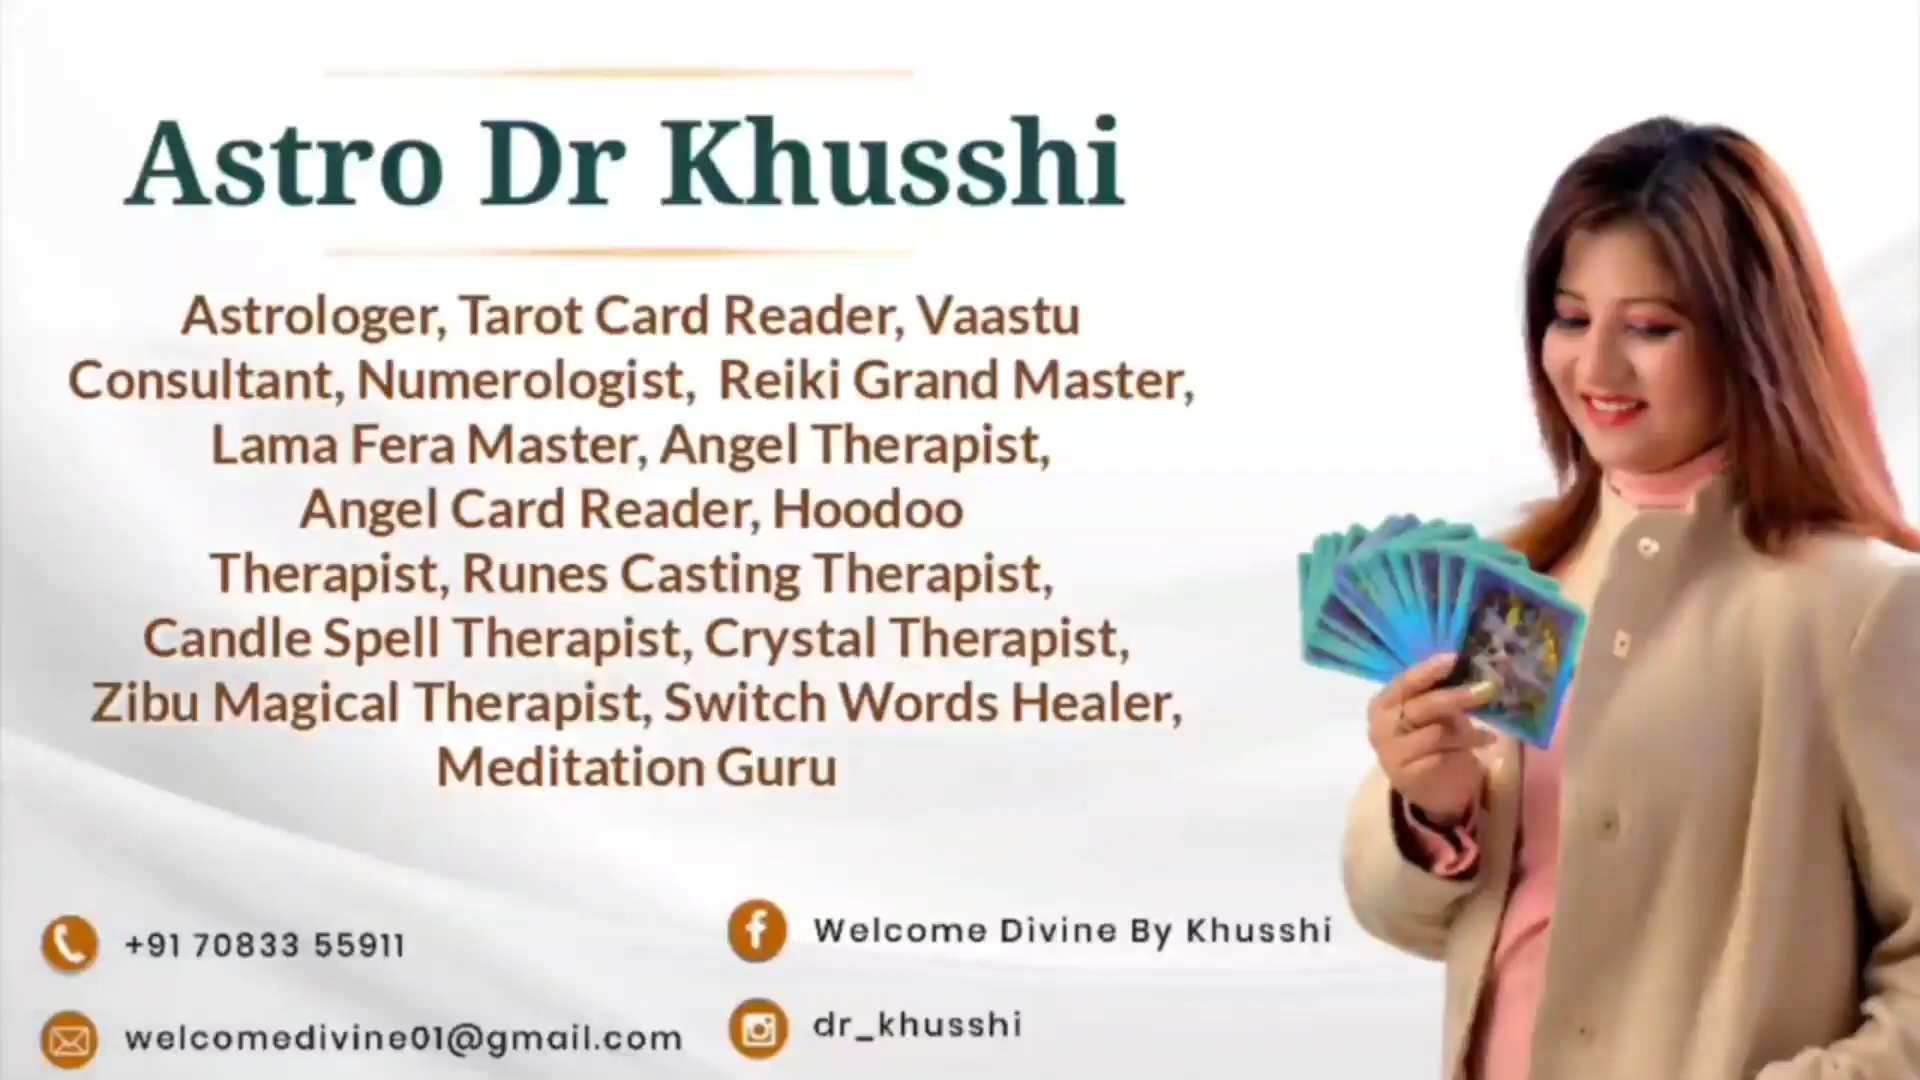 Astro Dr Khusshi
Astrologer, Tarot Card Reader, Vaastu
Consultant, Numerologist, Reiki Grand Master,
Lama Fera Master, Angel Therapist,
Angel Card Reader, Hoodoo
Therapist, Runes Casting Therapist,
Candle Spell Therapist, Crystal Therapist,
Zibu Magical Therapist, Switch Words Healer,
Meditation Guru
+91 70833 55911
welcomedivine01@gmail.com
Welcome Divine By Khusshi
dr_khusshi